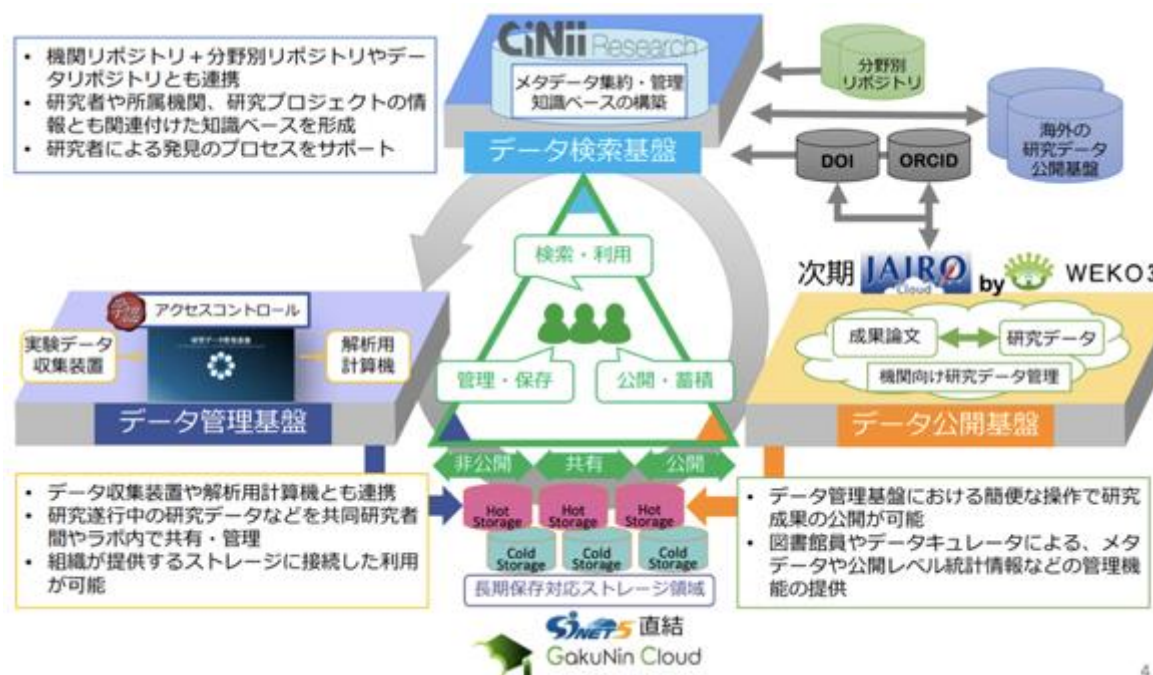 CiNii Research
メタデータ集約・管理
知識ベースの構築
データ検索基盤
• 機関リポジトリ+分野別リポジトリやデー
タリポジトリとも連携
• 研究者や所属機関、研究プロジェクトの情
報とも関連付けた知識ベースを形成
• 研究者による発見のプロセスをサポート
分野別
リポジトリ
海外の
研究データ
公開基盤
DOI
ORCID
検索・利用
管理・保存
公開・蓄積
アクセスコントロール
実験データ
収集装置
解析用
計算機
データ管理基盤
次期 JAIRO Cloud by WEKO3
成果論文
研究データ
機関向け研究データ管理
データ公開基盤
非公開
共有
公開
• データ収集装置や解析用計算機とも連携
• 研究遂行中の研究データなどを共同研究者
間やラボ内で共有・管理
• 組織が提供するストレージに接続した利用
が可能
Hot Storage
Hot Storage
Hot Storage
Cold Storage
Cold Storage
Cold Storage
長期保存対応ストレージ領域
• データ管理基盤における簡便な操作で研究
成果の公開が可能
• 図書館員やデータキュレータによる、メタ
データや公開レベル統計情報などの管理機
能の提供
SINET5 直結
GakuNin Cloud
4